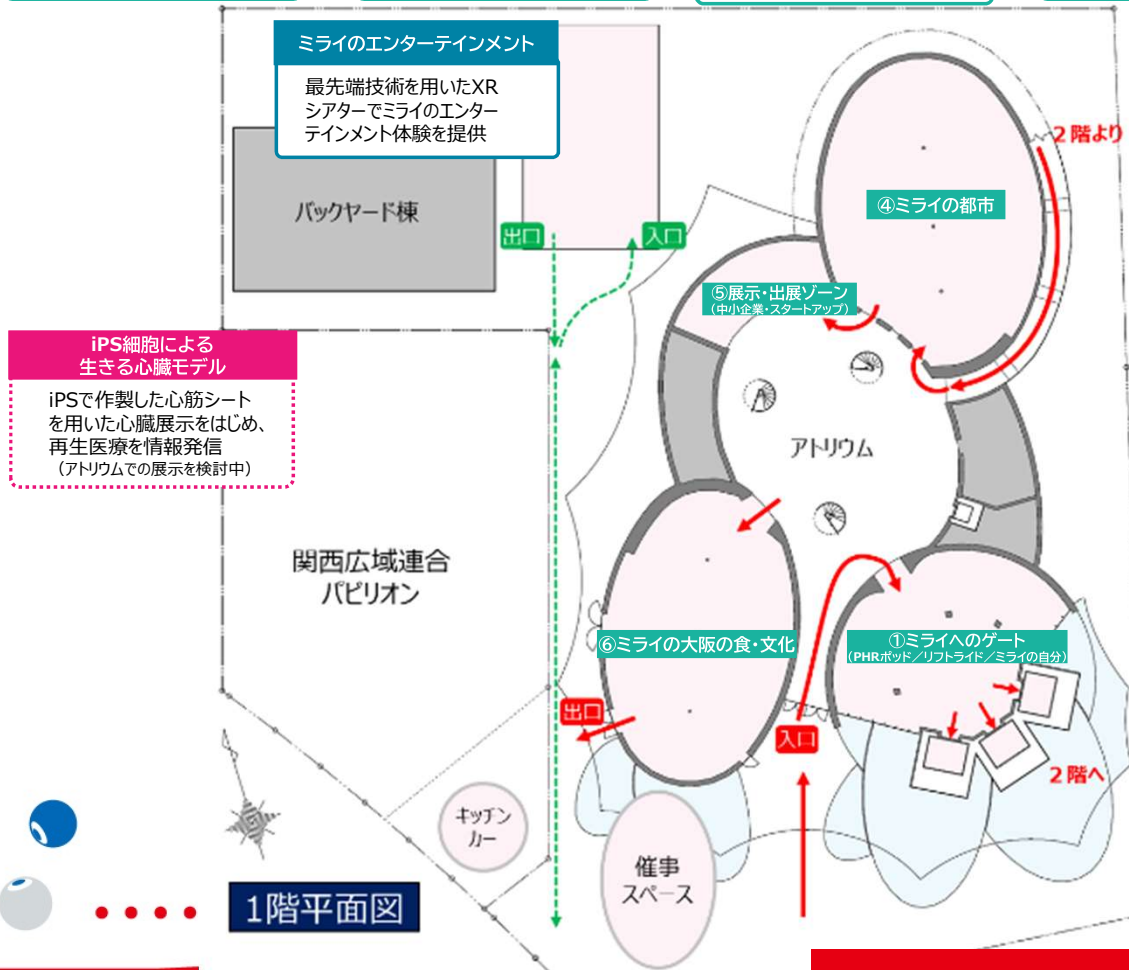 ミライのエンターテインメント
最先端技術を用いたXR
シアターでミライのエンター
テインメント体験を提供
バックヤード棟
出口
入口
2階より
④ミライの都市
⑤展示・出展ゾーン
(中小企業・スタートアップ)
iPS細胞による
生きる心臓モデル
iPSで作製した心筋シート
を用いた心臓展示をはじめ、
再生医療を情報発信
(アトリウムでの展示を検討中)
アトリウム
関西広域連合
パビリオン
⑥ミライの大阪の食・文化
①ミライへのゲート
(PHRポッド/リフトライド/ミライの自分)
出口
入口
2階へ
キッチン
カー
催事
スペース
1階平面図